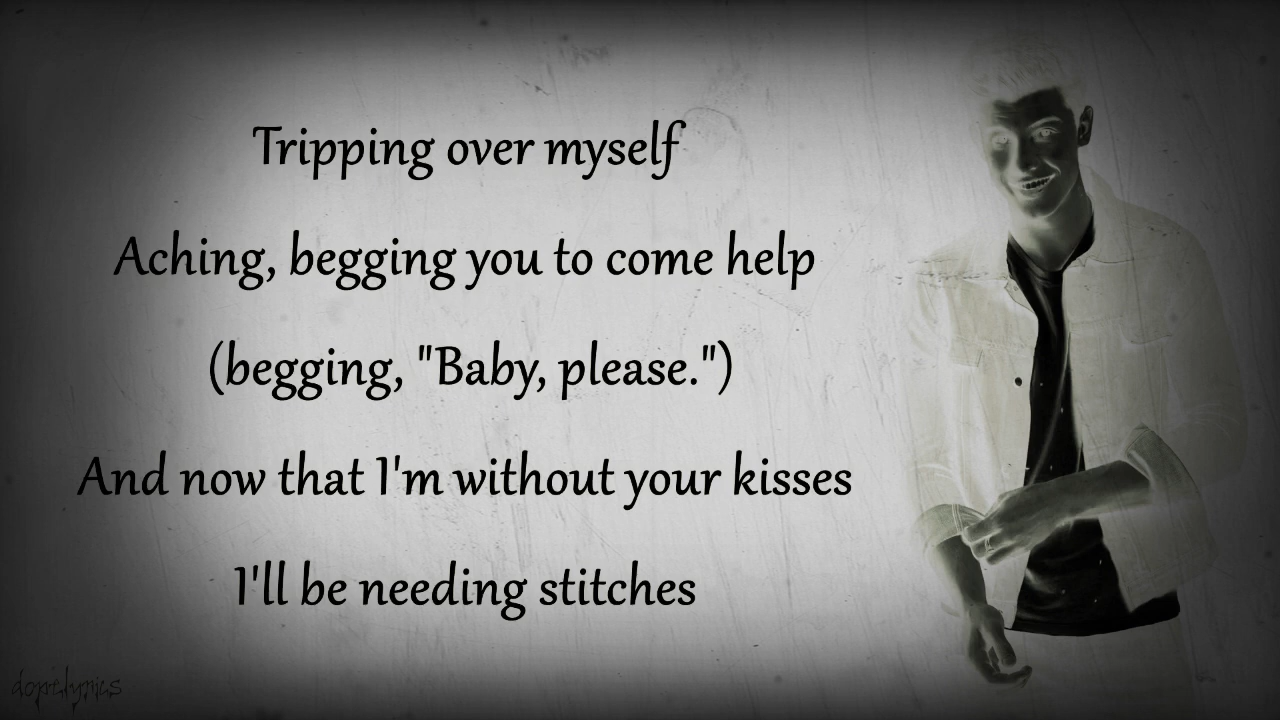 Tripping over myself
Aching, begging you to come help
(begging, "Baby, please.")
And now that I'm without your kisses
I'll be needing stitches
dopelyrics